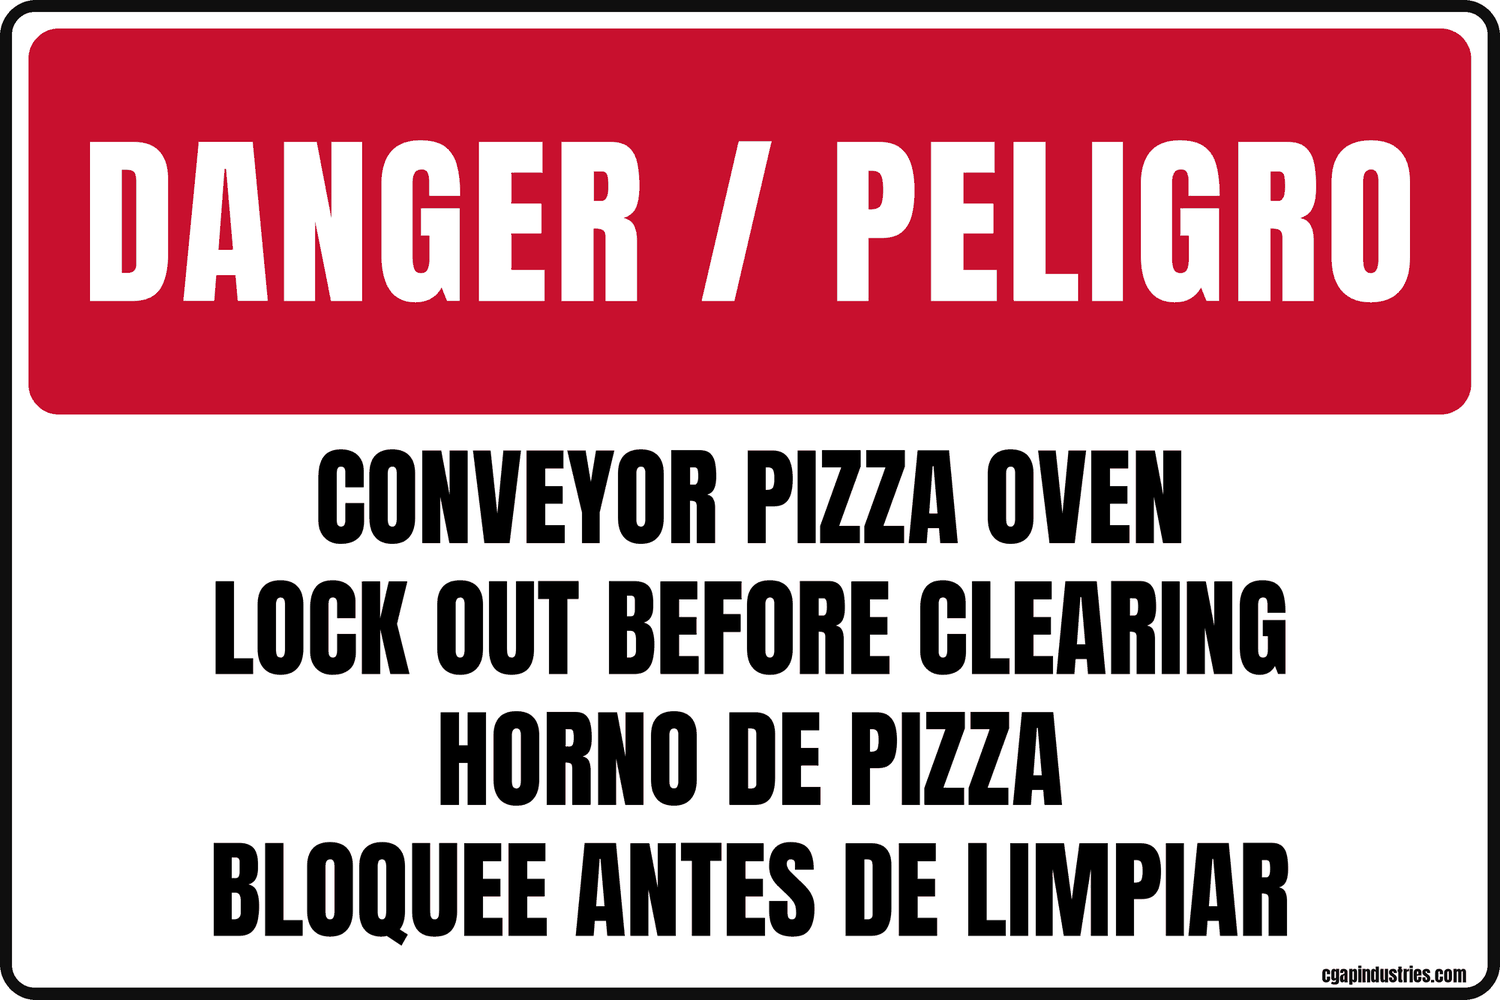 DANGER / PELIGRO
CONVEYOR PIZZA OVEN
LOCK OUT BEFORE CLEARING
HORNO DE PIZZA
BLOQUEE ANTES DE LIMPIAR
cgapindustries.com